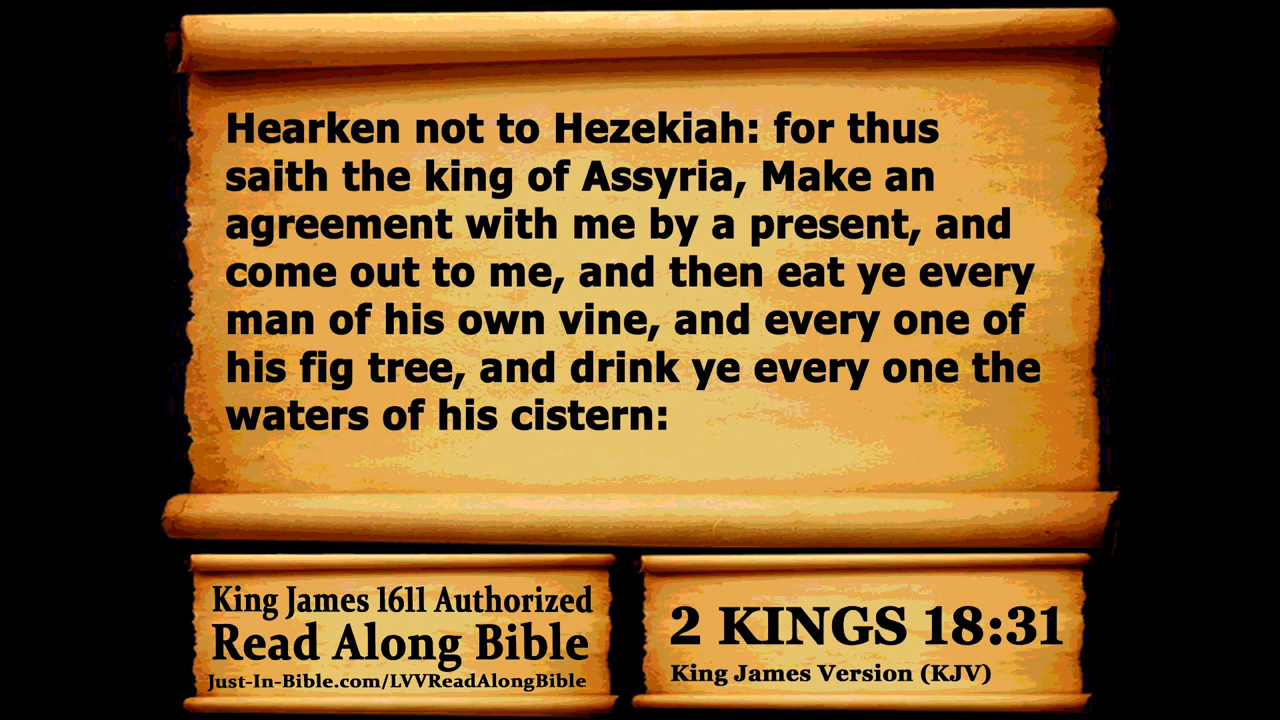 Hearken not to Hezekiah: for thus
saith the king of Assyria, Make an
agreement with me by a present, and
come out to me, and then eat ye every
man of his own vine, and every one of
his fig tree, and drink ye every one the
waters of his cistern:
King James 1611 Authorized
Read Along Bible
Just-In-Bible.com/LVVReadAlongBible
2 KINGS 18:31
King James Version (KJV)